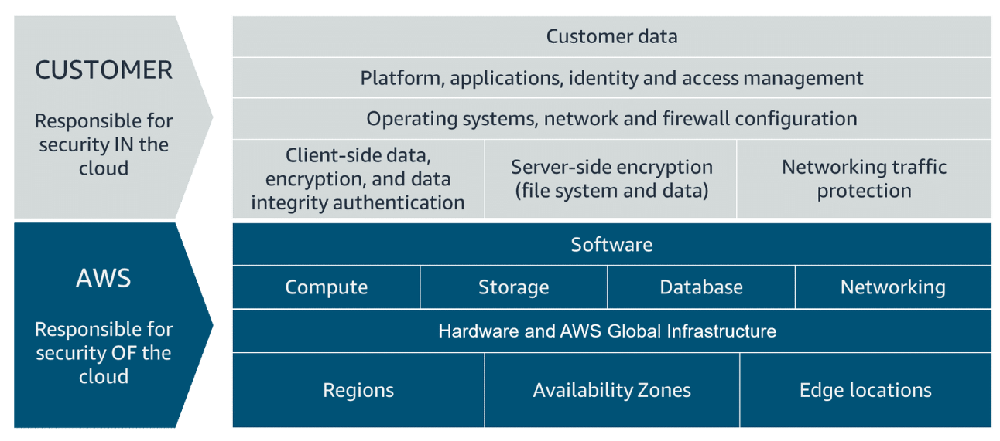 CUSTOMER
Responsible for
security IN the
cloud
Customer data
Platform, applications, identity and access management
Operating systems, network and firewall configuration
Client-side data,
encryption, and data
integrity authentication
Server-side encryption
(file system and data)
Networking traffic
protection
AWS
Responsible for
security OF the
cloud
Software
Compute
Storage
Database
Networking
Hardware and AWS Global Infrastructure
Regions
Availability Zones
Edge locations